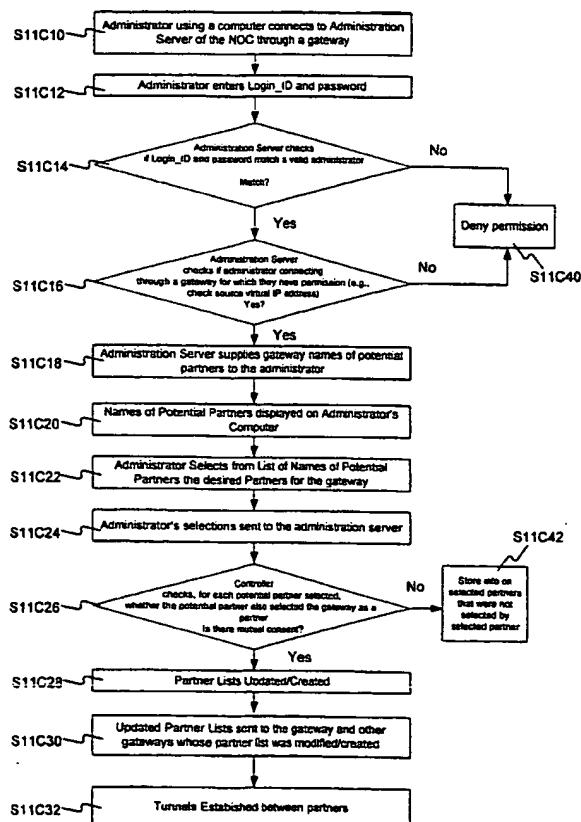 Administrator using a computer connects to Administration
Server of the NOC through a gateway
S11C10
Administrator enters Login_ID and password
S11C12
Administration Server checks
if Login_ID and password match a valid administrator
Match?
S11C14
No
Yes
Deny permission
S11C40
Administration Server
checks if administrator connecting
through a gateway for which they have permission (e.g.,
check source virtual IP address)
Yes?
S11C16
No
Yes
Administration Server supplies gateway names of potential
partners to the administrator
S11C18
Names of Potential Partners displayed on Administrator's
Computer
S11C20
Administrator Selects from List of Names of Potential
Partners the desired Partners for the gateway
S11C22
Administrator's selections sent to the administration server
S11C24
S11C42
Controller
checks, for each potential partner selected,
whether the potential partner also selected the gateway as a
partner
Is there mutual consent?
S11C26
No
Store info on
selected partners
that were not
selected by
selected partner
Yes
Partner Lists Updated/Created
S11C28
Updated Partner Lists sent to the gateway and other
gateways whose partner list was modified/created
S11C30
Tunnels Established between partners
S11C32